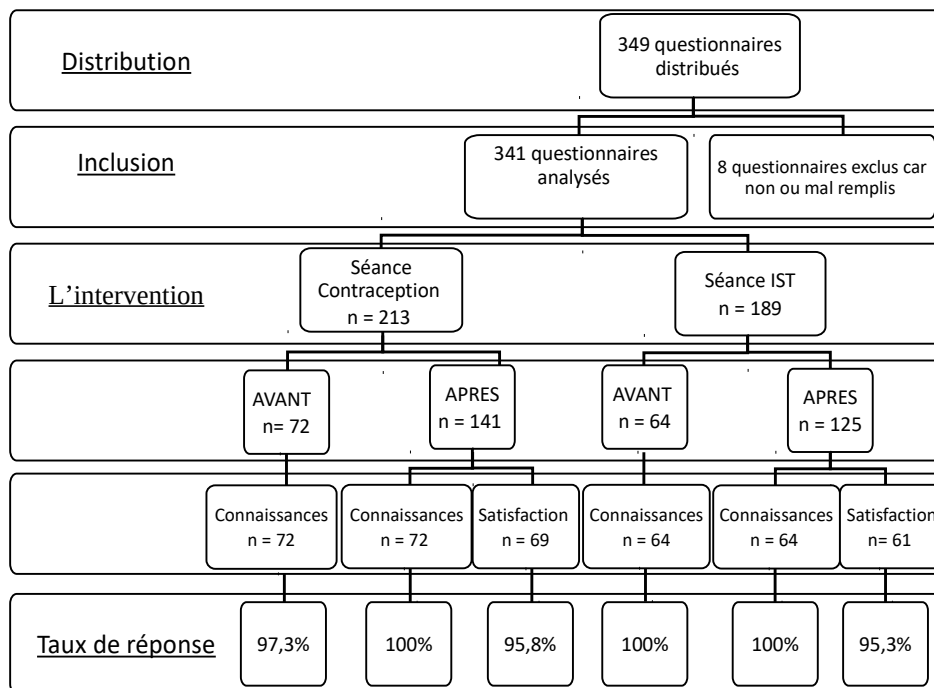 Distribution
349 questionnaires
distribués
Inclusion
341 questionnaires
analysés
8 questionnaires exclus car
non ou mal remplis
L'intervention
Séance
Contraception
n = 213
Séance IST
n = 189
AVANT
n= 72
APRES
n = 141
AVANT
n = 64
APRES
n = 125
Connaissances
n = 72
Connaissances
n = 72
Satisfaction
n = 69
Connaissances
n = 64
Connaissances
n = 64
Satisfaction
n= 61
Taux de réponse
97,3%
100%
95,8%
100%
100%
95,3%